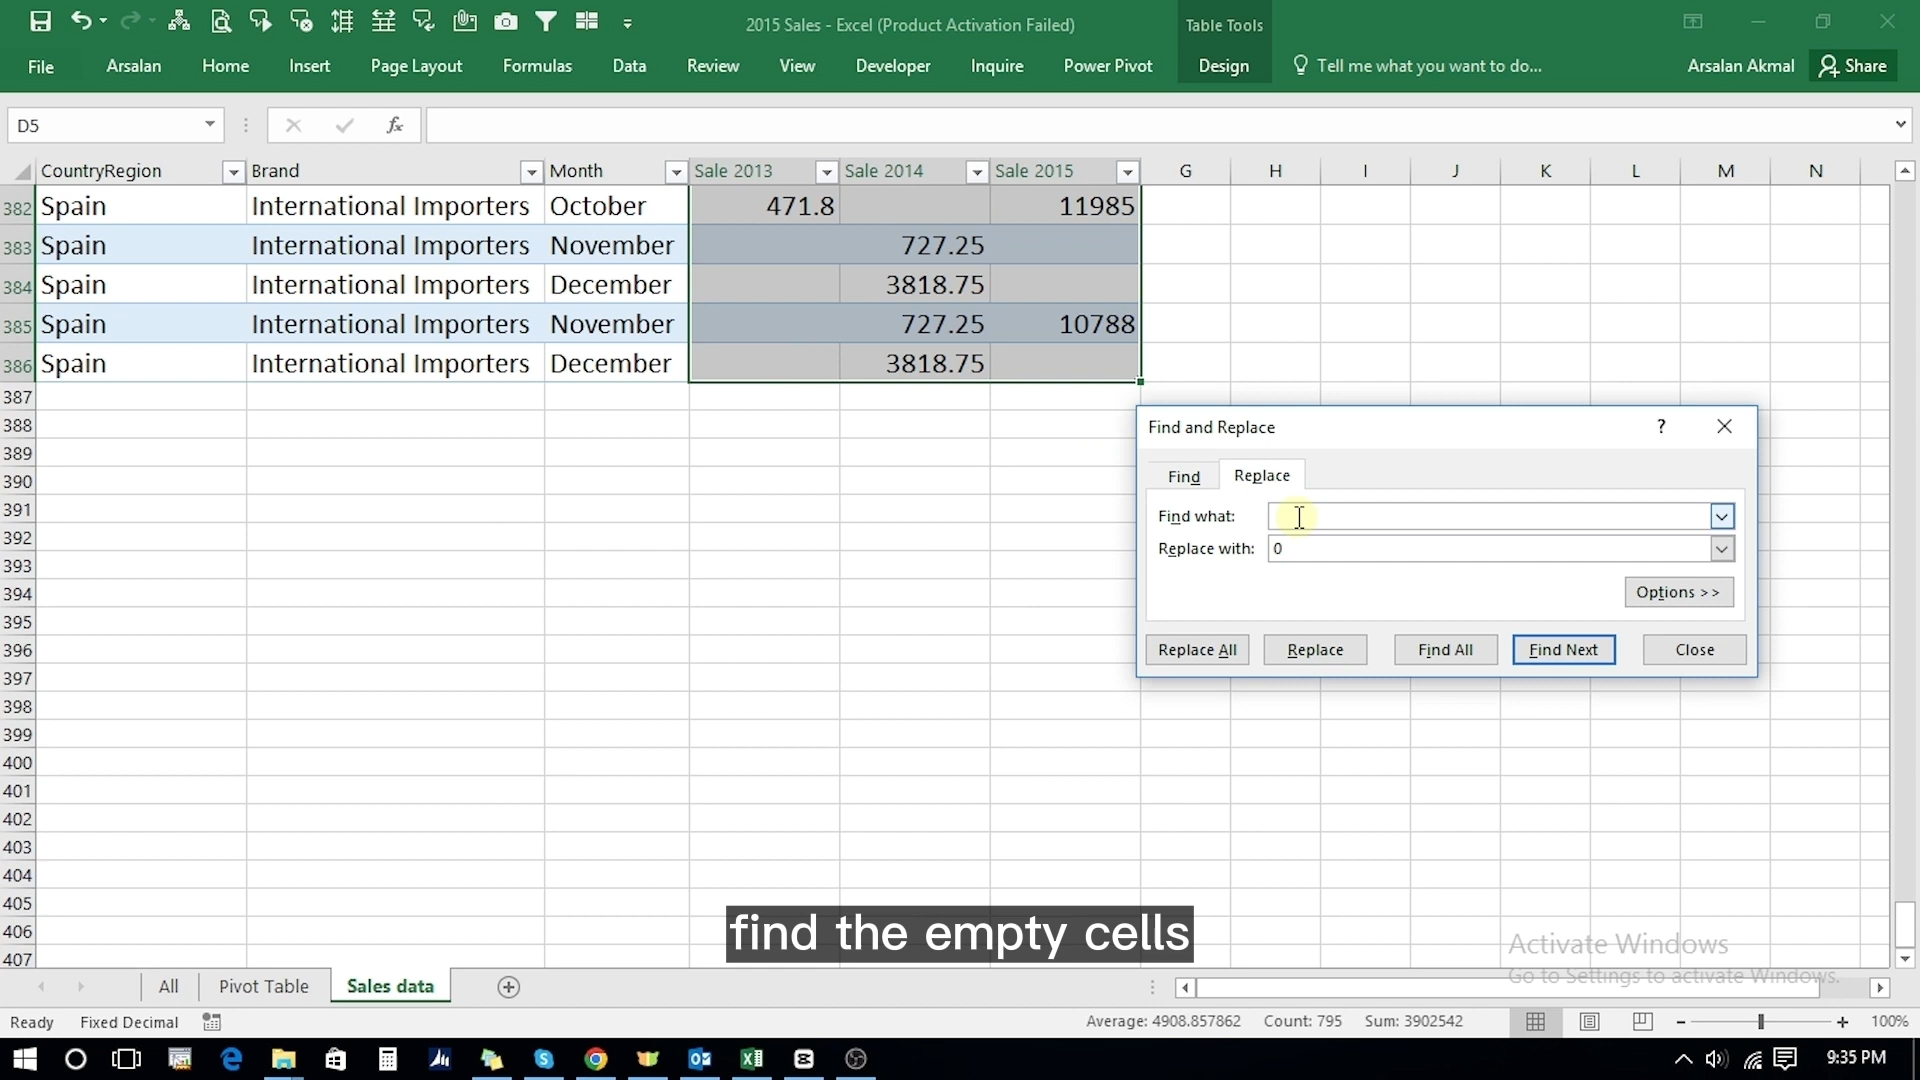 2015 Sales - Excel (Product Activation Failed)
Table Tools
File Arsalan Home Insert Page Layout Formulas Data Review View Developer Inquire Power Pivot Design Tell me what you want to do... Arsalan Akmal Share
D5 fx
CountryRegion Brand Month Sale 2013 Sale 2014 Sale 2015 G H I J K L M N
382 Spain International Importers October 471.8 11985
383 Spain International Importers November 727.25
384 Spain International Importers December 3818.75
385 Spain International Importers November 727.25 10788
386 Spain International Importers December 3818.75
387
388
389
390
391
392
393
394
395
396
397
398
399
400
401
402
403
404
405
406
407
Find and Replace ?
Find Replace
Find what:
Replace with: 0
Options >>
Replace All Replace Find All Find Next Close
find the empty cells
Activate Windows
Go to Settings to activate Windows.
All Pivot Table Sales data
Ready Fixed Decimal Average: 4908.857862 Count: 795 Sum: 3902542 100%
9:35 PM